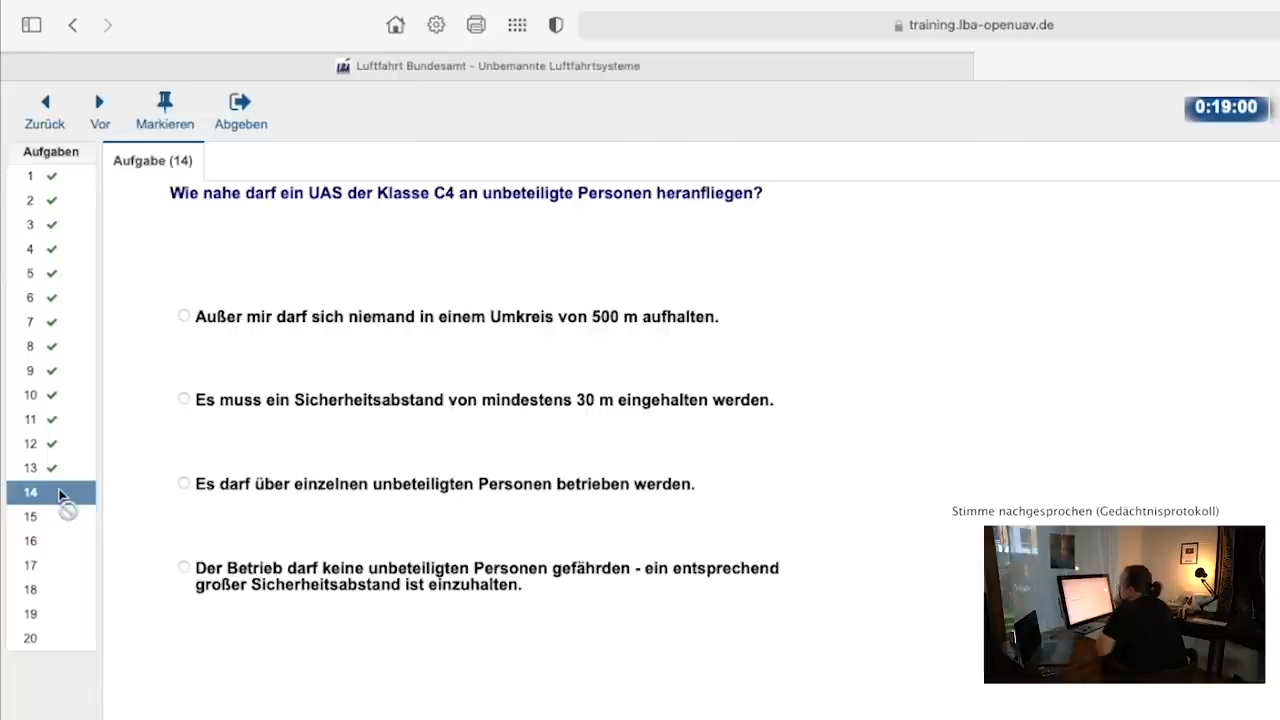 training.lba-openuav.de
Luftfahrt Bundesamt - Unbemannte Luftfahrtsysteme
Zurück Vor Markieren Abgeben
0:19:00
Aufgaben
Aufgabe (14)
1
2
3
4
5
6
7
8
9
10
11
12
13
14
15
16
17
18
19
20
Wie nahe darf ein UAS der Klasse C4 an unbeteiligte Personen heranfliegen?
Außer mir darf sich niemand in einem Umkreis von 500 m aufhalten.
Es muss ein Sicherheitsabstand von mindestens 30 m eingehalten werden.
Es darf über einzelnen unbeteiligten Personen betrieben werden.
Der Betrieb darf keine unbeteiligten Personen gefährden - ein entsprechend
großer Sicherheitsabstand ist einzuhalten.
Stimme nachgesprochen (Gedächtnisprotokoll)